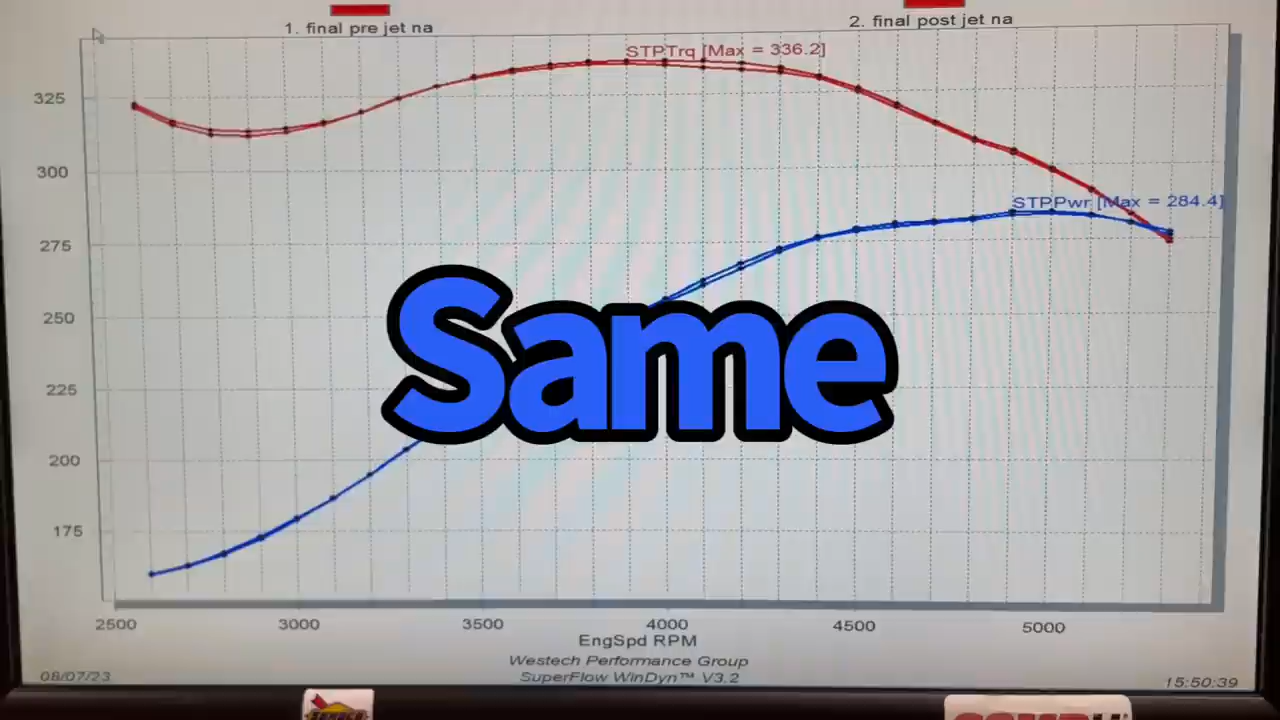 1. final pre jet na
2. final post jet na
STPTrq [Max = 336.2]
325
300
STPPwr [Max = 284.4]
275
250
Same
225
200
175
2500 3000 3500 4000 4500 5000
EngSpd RPM
Westech Performance Group
SuperFlow WinDyn™ V3.2
08/07/23
15:50:39